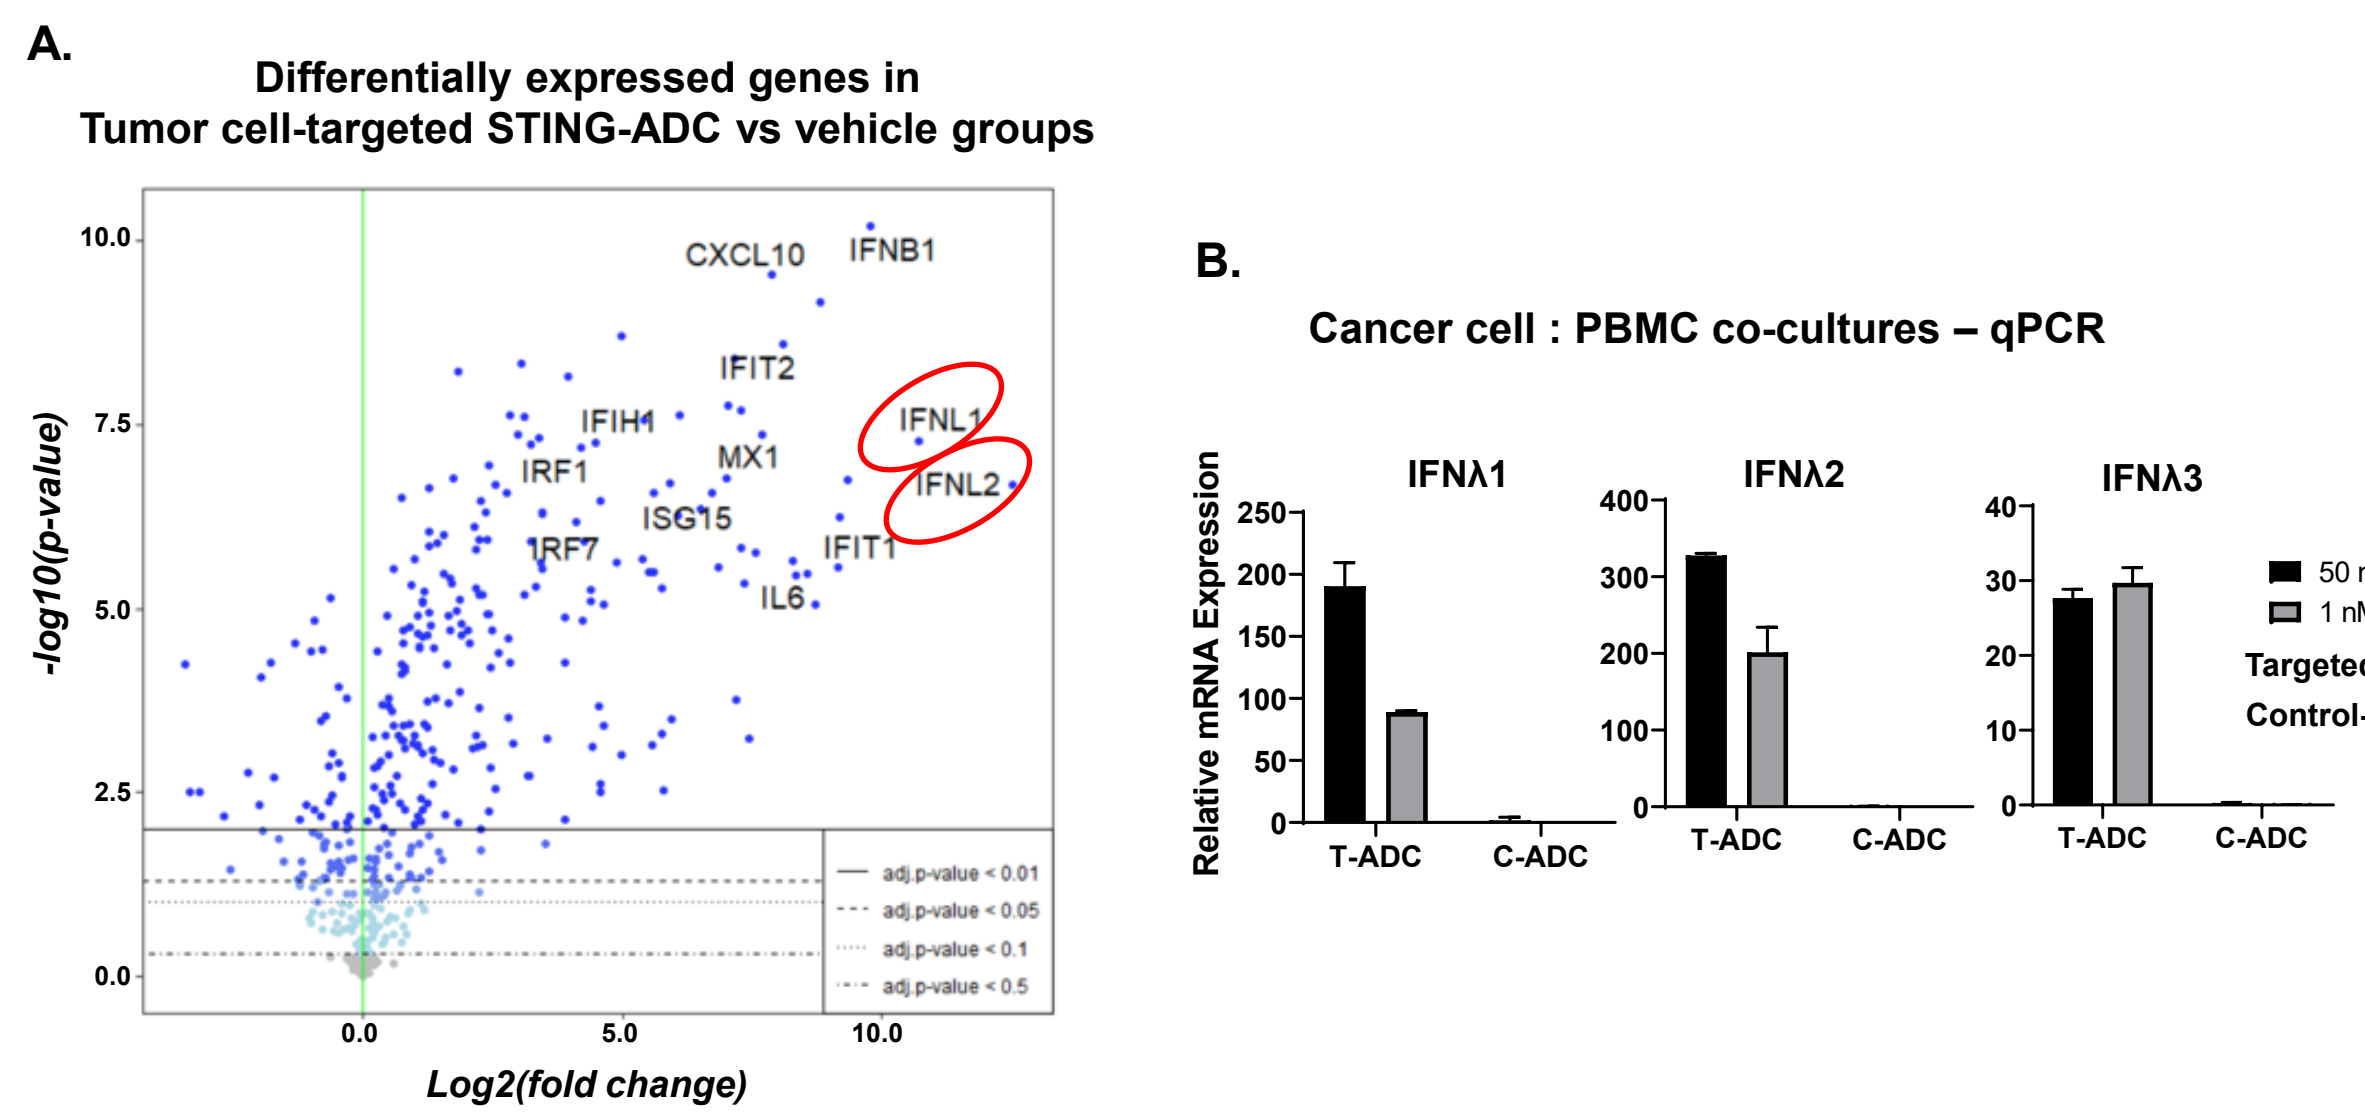 A.
Differentially expressed genes in
Tumor cell-targeted STING-ADC vs vehicle groups
-log10(p-value)
10.0
7.5
5.0
2.5
0.0
CXCL10
IFNB1
IFIT2
IFIH1
IFNL1
IRF1
MX1
IFNL2
ISG15
IRF7
IFIT1
IL6
adj.p-value < 0.01
adj.p-value < 0.05
adj.p-value < 0.1
adj.p-value < 0.5
0.0 5.0 10.0
Log2(fold change)
B.
Cancer cell : PBMC co-cultures – qPCR
Relative mRNA Expression
IFNλ1
250
200
150
100
50
0
T-ADC C-ADC
IFNλ2
400
300
200
100
0
T-ADC C-ADC
IFNλ3
40
30
20
10
0
T-ADC C-ADC
50
1
Targeted
Control-